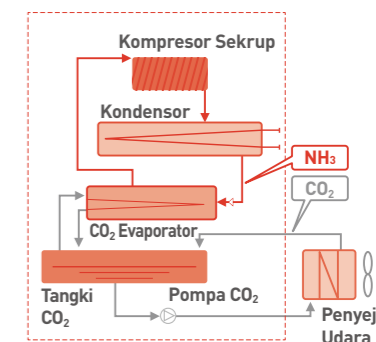 Kompresor Sekrup
Kondensor
NH₃
CO₂
CO₂ Evaporator
Tangki
CO₂
Pompa CO₂
Penyej
Udara